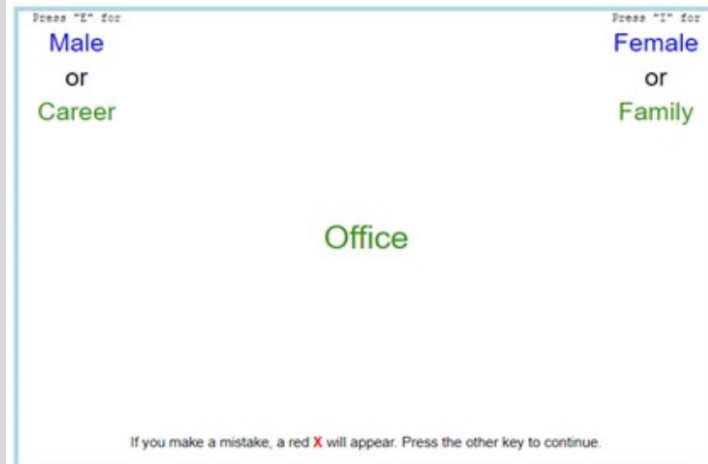 Press "E" for
Male
or
Career
Press "I" for
Female
or
Family
Office
If you make a mistake, a red X will appear. Press the other key to continue.